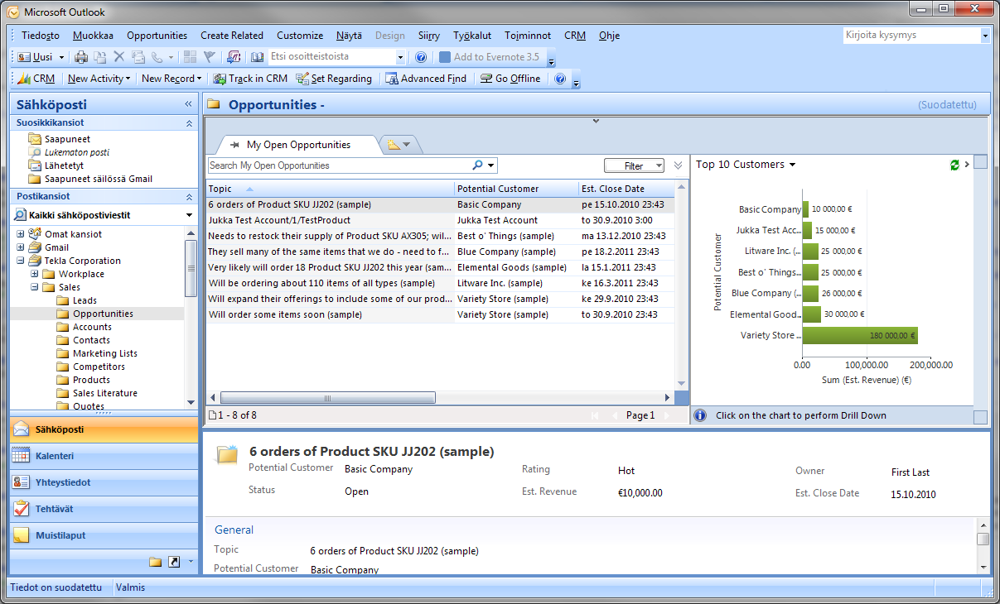 Microsoft Outlook
Tiedosto Muokkaa Opportunities Create Related Customize Näytä Design Siirry Työkalut Toiminnot CRM Ohje Kirjoita kysymys
Uusi Etsi osoitteistoista Add to Evernote 3.5
CRM New Activity New Record Track in CRM Set Regarding Advanced Find Go Offline
Sähköposti
Suosikkikansiot
Saapuneet
Lukematon posti
Lähetetyt
Saapuneet säilössä Gmail
Postikansiot
Kaikki sähköpostiviestit
Omat kansiot
Gmail
Tekla Corporation
Workplace
Sales
Leads
Opportunities
Accounts
Contacts
Marketing Lists
Competitors
Products
Sales Literature
Quotes
Sähköposti
Kalenteri
Yhteystiedot
Tehtävät
Muistilaput
Opportunities - (Suodatettu)
My Open Opportunities
Search My Open Opportunities Filter
Topic Potential Customer Est. Close Date
6 orders of Product SKU JJ202 (sample) Basic Company pe 15.10.2010 23:43
Jukka Test Account/1/TestProduct Jukka Test Account to 30.9.2010 3:00
Needs to restock their supply of Product SKU AX305; wil... Best o' Things (sample) ma 13.12.2010 23:43
They sell many of the same items that we do - need to f... Blue Company (sample) pe 18.2.2011 23:43
Very likely will order 18 Product SKU JJ202 this year (sam... Elemental Goods (sample) la 15.1.2011 23:43
Will be ordering about 110 items of all types (sample) Litware Inc. (sample) ke 16.3.2011 23:43
Will expand their offerings to include some of our prod... Variety Store (sample) ke 29.9.2010 23:43
Will order some items soon (sample) Variety Store (sample) to 30.9.2010 23:43
1 - 8 of 8 Page 1
Top 10 Customers
Potential Customer
Basic Company 10 000,00 €
Jukka Test Acc... 15 000,00 €
Litware Inc. (... 25 000,00 €
Best o' Things... 25 000,00 €
Blue Company (... 26 000,00 €
Elemental Good... 30 000,00 €
Variety Store ... 180 000,00 €
0.00 100,000.00 200,000.00
Sum (Est. Revenue) (€)
Click on the chart to perform Drill Down
6 orders of Product SKU JJ202 (sample)
Potential Customer Basic Company Rating Hot Owner First Last
Status Open Est. Revenue €10,000.00 Est. Close Date 15.10.2010
General
Topic 6 orders of Product SKU JJ202 (sample)
Potential Customer Basic Company
Tiedot on suodatettu Valmis